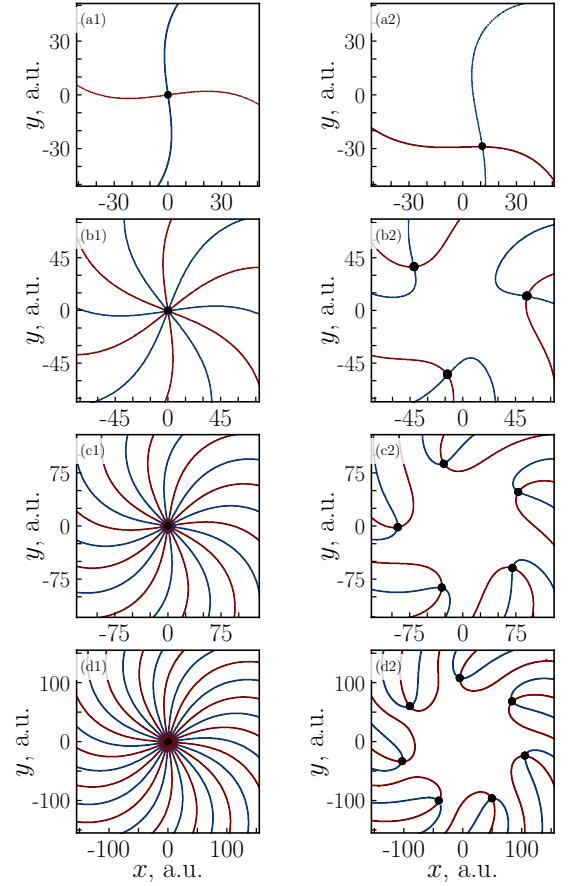 (a1) (a2)
y, a.u. 30 0 -30 y, a.u. 30 0 -30
-30 0 30 -30 0 30
(b1) (b2)
y, a.u. 45 0 -45 y, a.u. 45 0 -45
-45 0 45 -45 0 45
(c1) (c2)
y, a.u. 75 0 -75 y, a.u. 75 0 -75
-75 0 75 -75 0 75
(d1) (d2)
y, a.u. 100 0 -100 y, a.u. 100 0 -100
-100 0 100 -100 0 100
x, a.u. x, a.u.